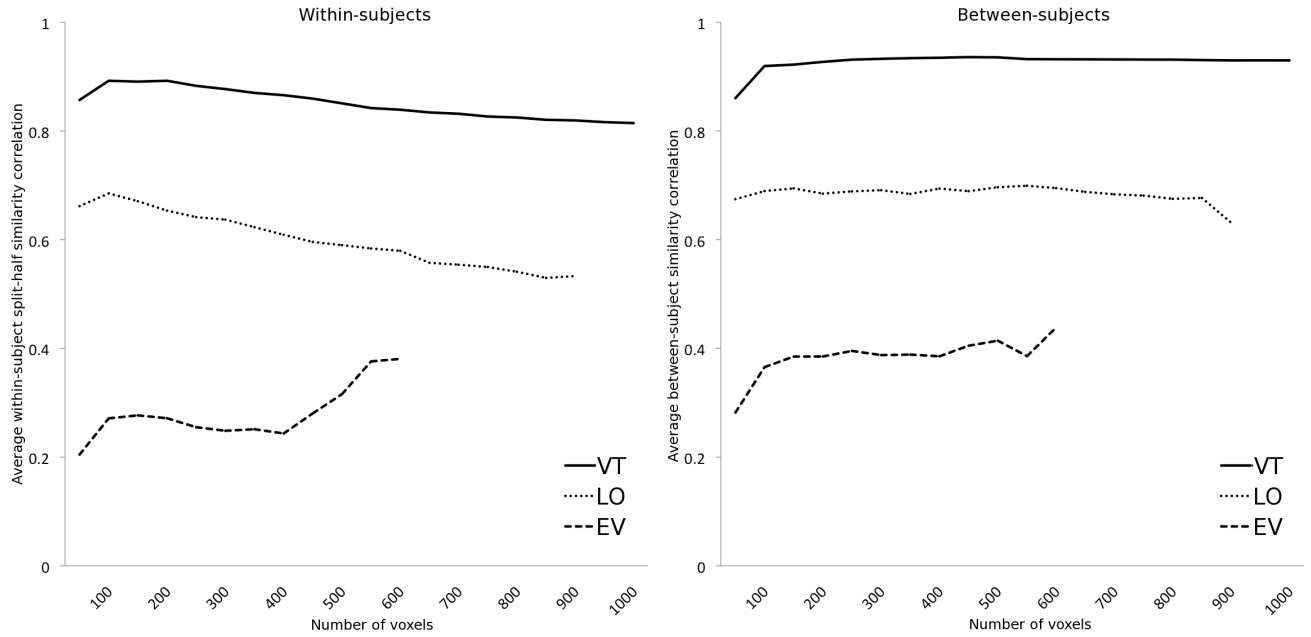 Within-subjects
Average within-subject split-half similarity correlation
1
0.8
0.6
0.4
0.2
0
100
200
300
400
500
600
700
800
900
1000
Number of voxels
VT
LO
EV
Between-subjects
Average between-subject similarity correlation
1
0.8
0.6
0.4
0.2
0
100
200
300
400
500
600
700
800
900
1000
Number of voxels
VT
LO
EV